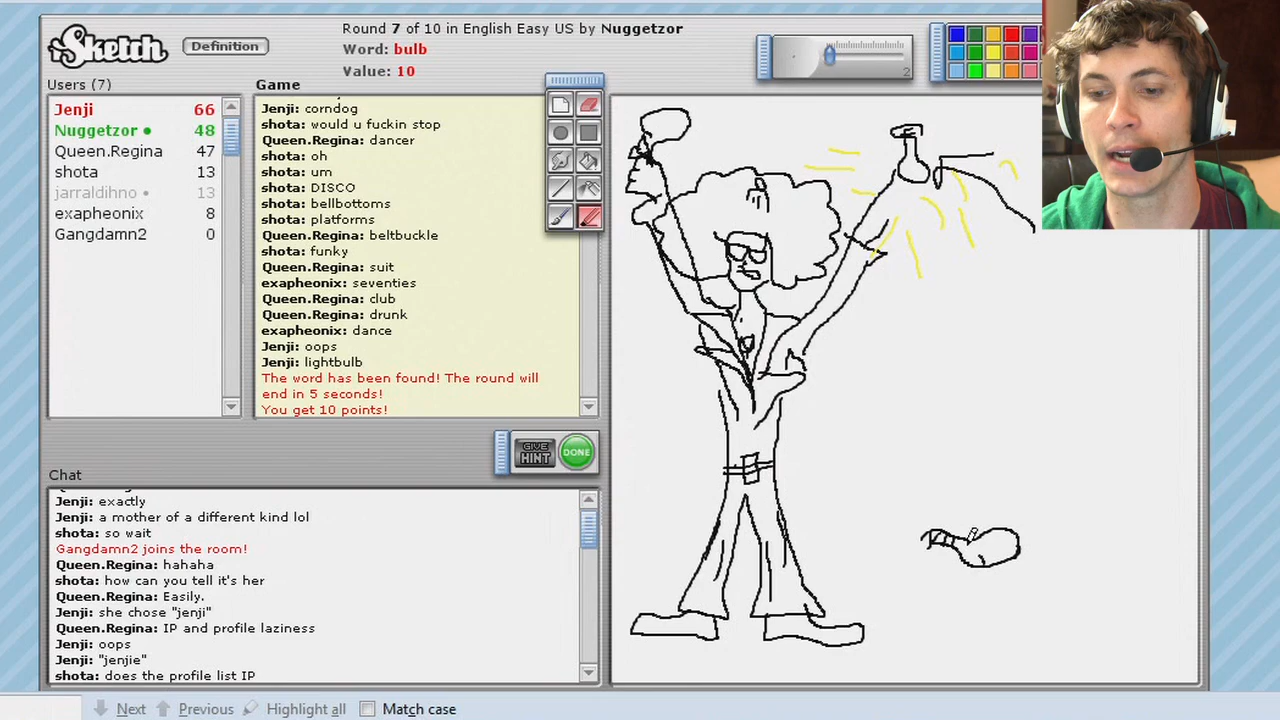 iSketch
Definition
Round 7 of 10 in English Easy US by Nuggetzor
Word: bulb
Value: 10
2
Users (7)
Jenji 66
Nuggetzor • 48
Queen.Regina 47
shota 13
jarraldihno • 13
exapheonix 8
Gangdamn2 0
Game
Jenji: corndog
shota: would u fuckin stop
Queen.Regina: dancer
shota: oh
shota: um
shota: DISCO
shota: bellbottoms
shota: platforms
Queen.Regina: beltbuckle
shota: funky
Queen.Regina: suit
exapheonix: seventies
Queen.Regina: club
Queen.Regina: drunk
exapheonix: dance
Jenji: oops
Jenji: lightbulb
The word has been found! The round will
end in 5 seconds!
You get 10 points!
GIVE
HINT
DONE
Chat
Jenji: exactly
Jenji: a mother of a different kind lol
shota: so wait
Gangdamn2 joins the room!
Queen.Regina: hahaha
shota: how can you tell it's her
Queen.Regina: Easily.
Jenji: she chose "jenji"
Queen.Regina: IP and profile laziness
Jenji: oops
Jenji: "jenjie"
shota: does the profile list IP
Next Previous Highlight all Match case